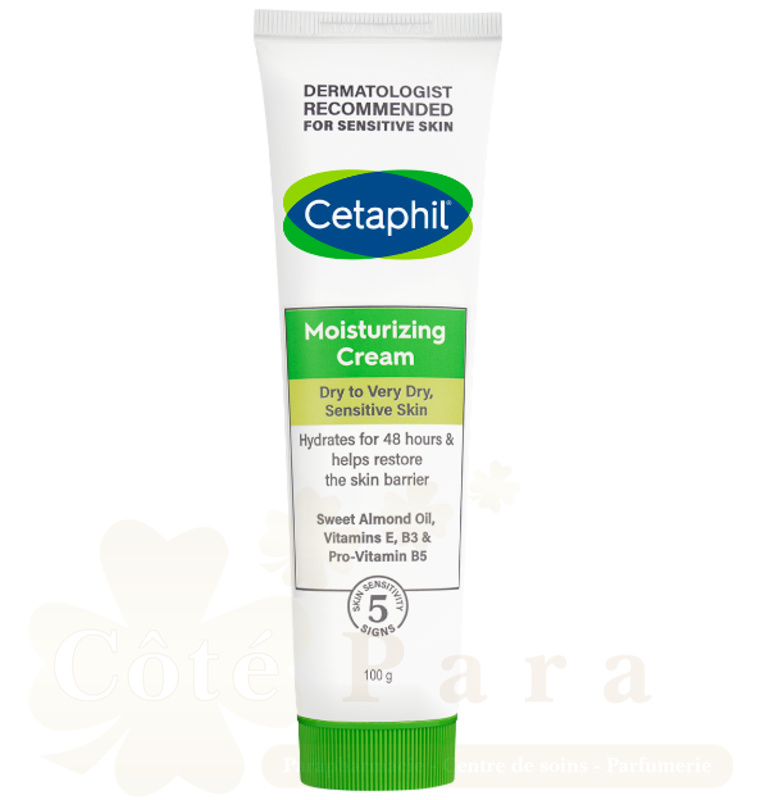 DERMATOLOGIST
RECOMMENDED
FOR SENSITIVE SKIN
Cetaphil®
Moisturizing
Cream
Dry to Very Dry,
Sensitive Skin
Hydrates for 48 hours &
helps restore
the skin barrier
Sweet Almond Oil,
Vitamins E, B3 &
Pro-Vitamin B5
SKIN SENSITIVITY
5
SIGNS
Côté Para
100 g
Parapharmacie - Centre de soins - Parfumerie